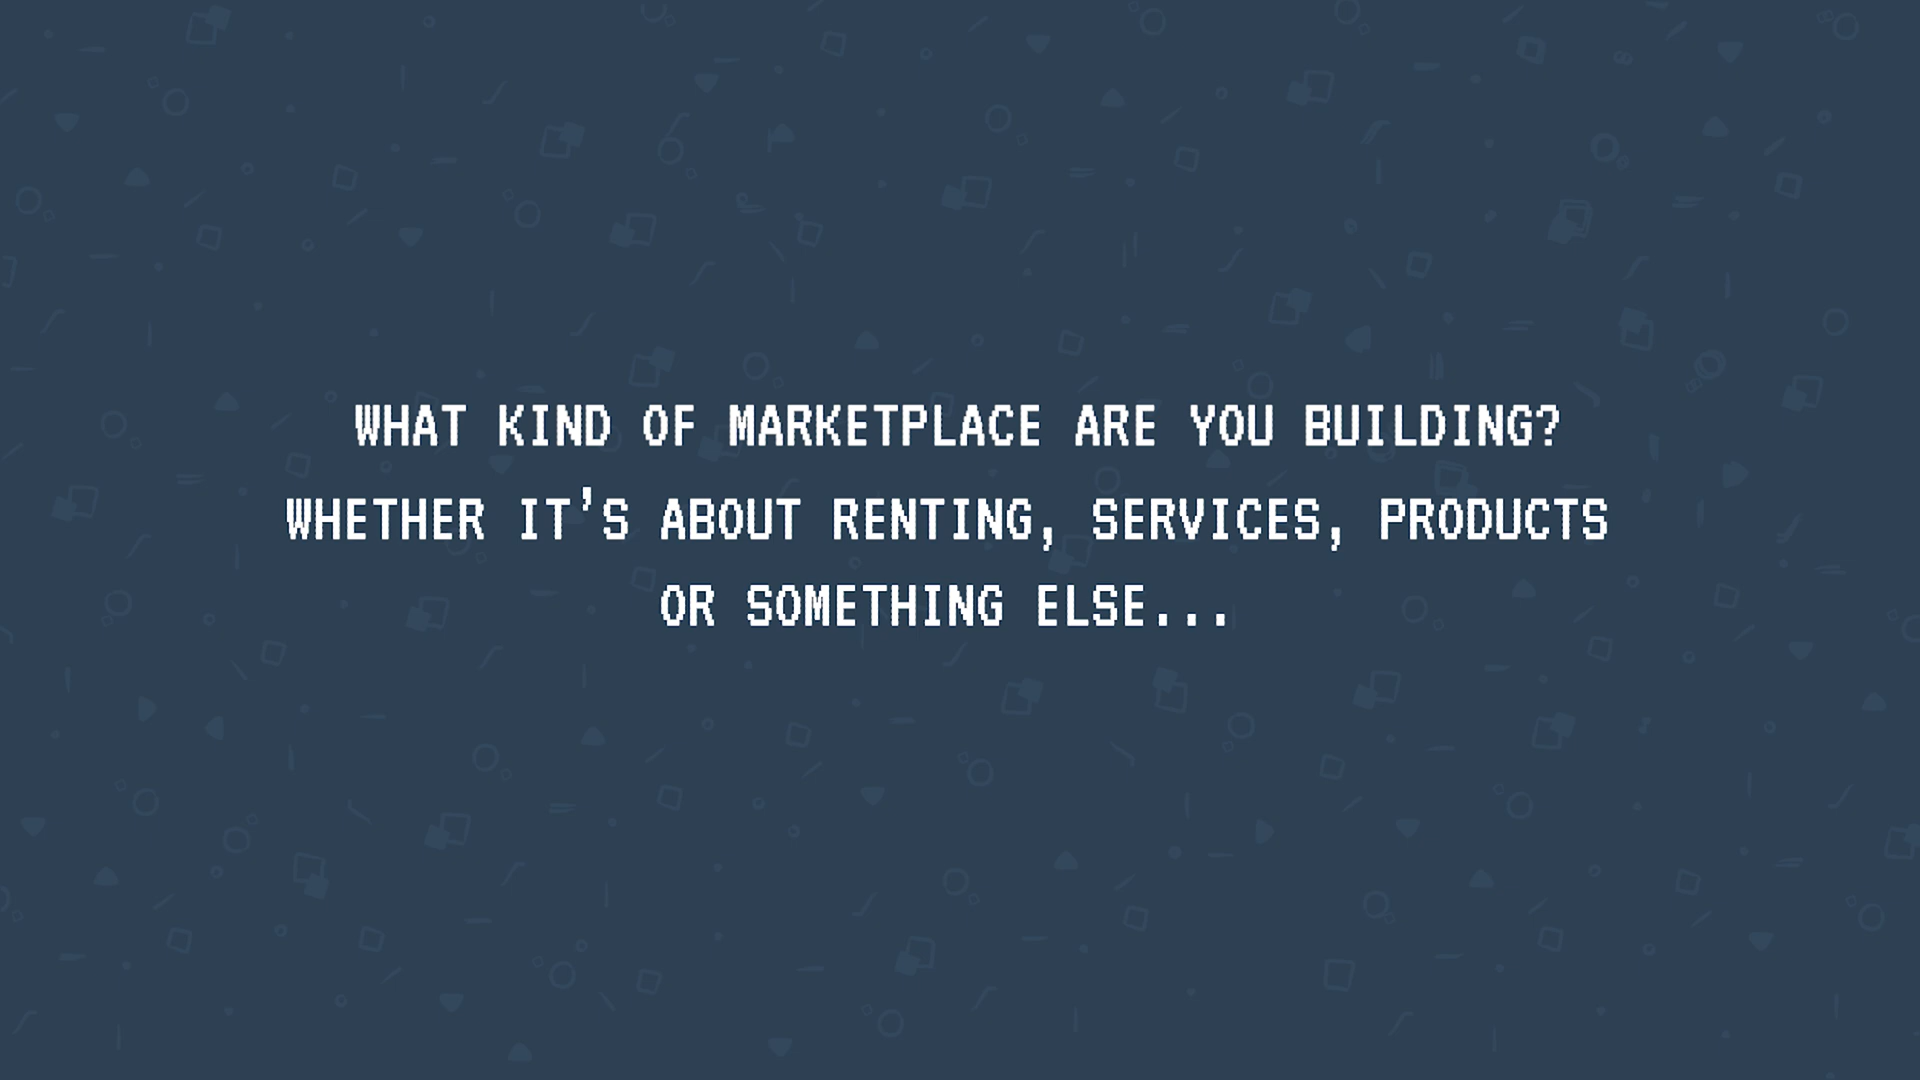 WHAT KIND OF MARKETPLACE ARE YOU BUILDING?
WHETHER IT'S ABOUT RENTING, SERVICES, PRODUCTS
OR SOMETHING ELSE...